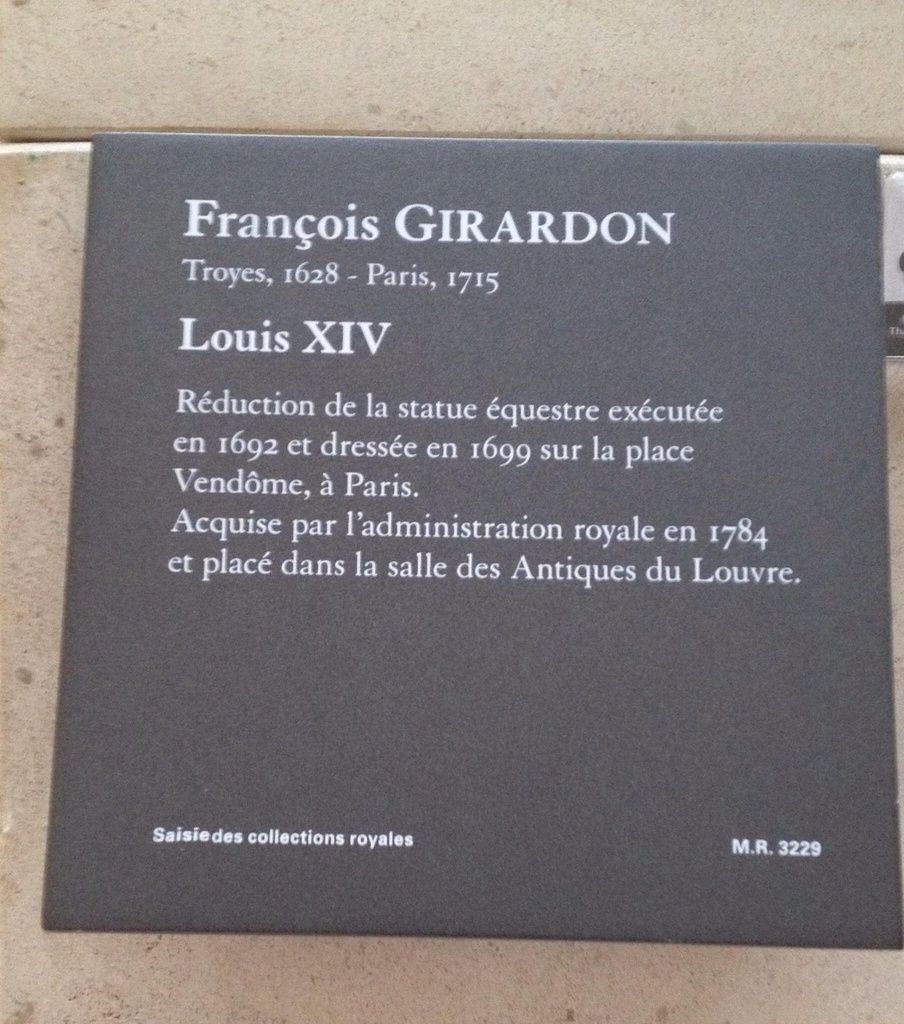 François GIRARDON
Troyes, 1628 - Paris, 1715
Louis XIV
Réduction de la statue équestre exécutée
en 1692 et dressée en 1699 sur la place
Vendôme, à Paris.
Acquise par l'administration royale en 1784
et placé dans la salle des Antiques du Louvre.
Saisie des collections royales
M.R. 3229